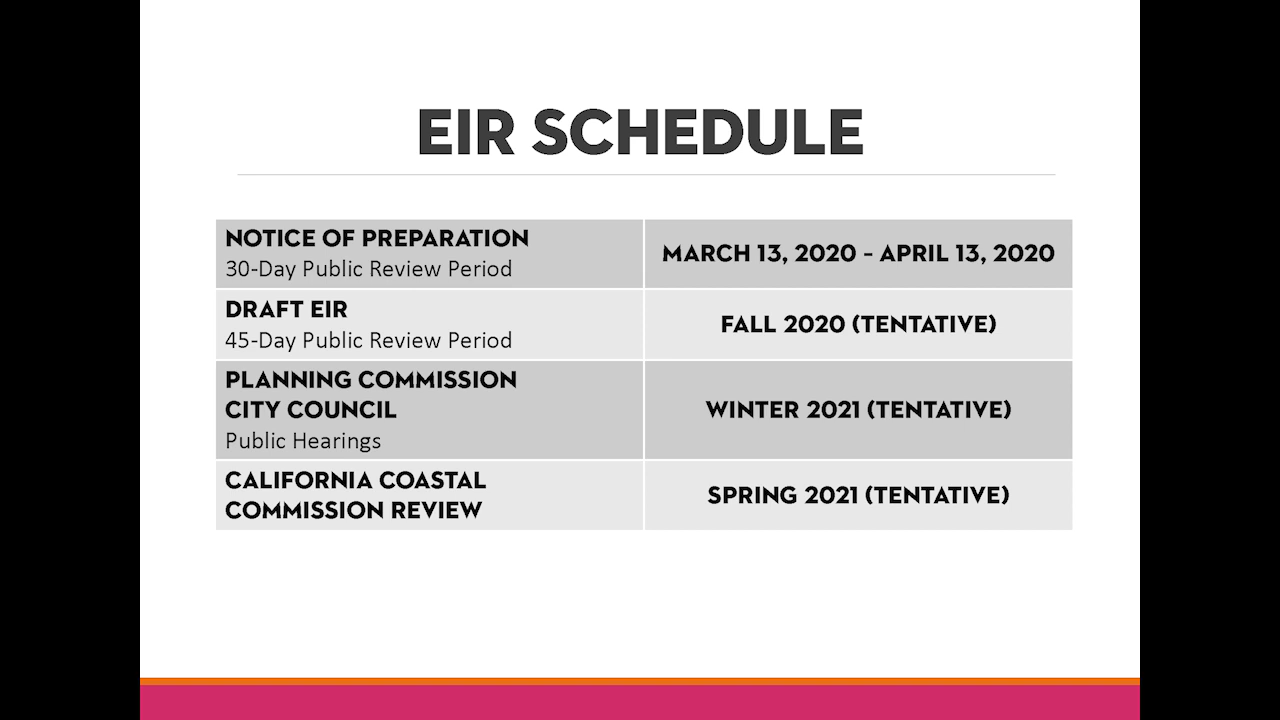 EIR SCHEDULE
NOTICE OF PREPARATION
30-Day Public Review Period
MARCH 13, 2020 – APRIL 13, 2020
DRAFT EIR
45-Day Public Review Period
FALL 2020 (TENTATIVE)
PLANNING COMMISSION
CITY COUNCIL
Public Hearings
WINTER 2021 (TENTATIVE)
CALIFORNIA COASTAL
COMMISSION REVIEW
SPRING 2021 (TENTATIVE)